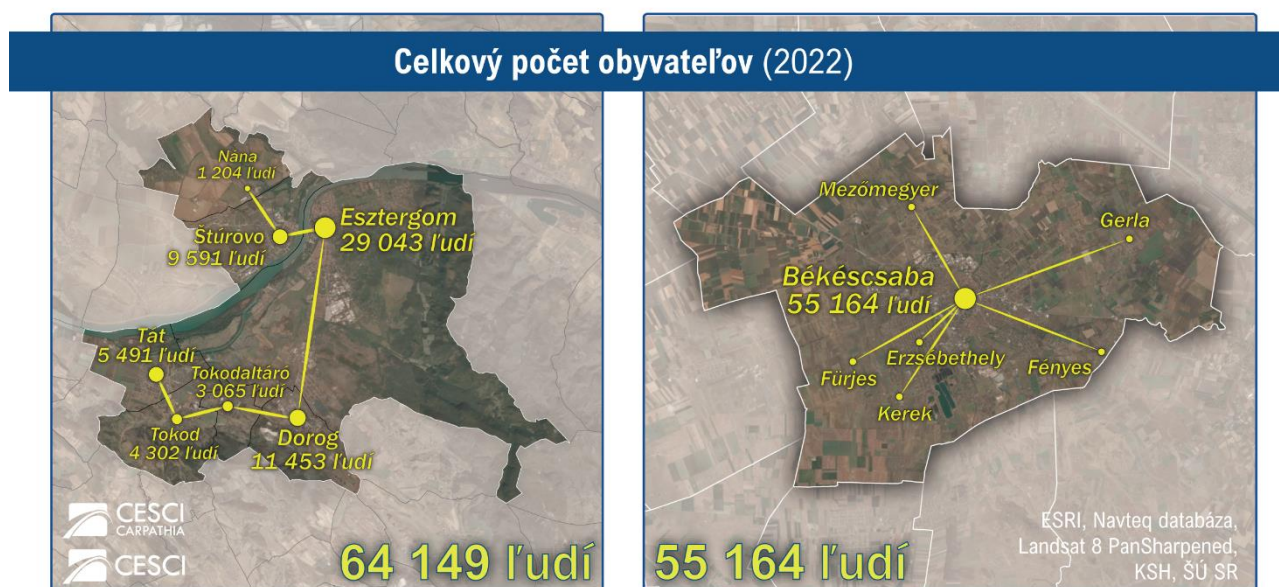 Celkový počet obyvateľov (2022)
Nána
1 204 ľudí
Esztergom
29 043 ľudí
Štúrovo
9 591 ľudí
Tát
5 491 ľudí
Tokodaltáró
3 065 ľudí
Tokod
4 302 ľudí
Dorog
11 453 ľudí
CESCI
CARPATHIA
CESCI
64 149 ľudí
Mezőmegyer
Gerla
Békéscsaba
55 164 ľudí
Erzsébethely
Fürjes
Fényes
Kerek
55 164 ľudí
ESRI, Navteq databáza,
Landsat 8 PanSharpened,
KSH, ŠÚ SR